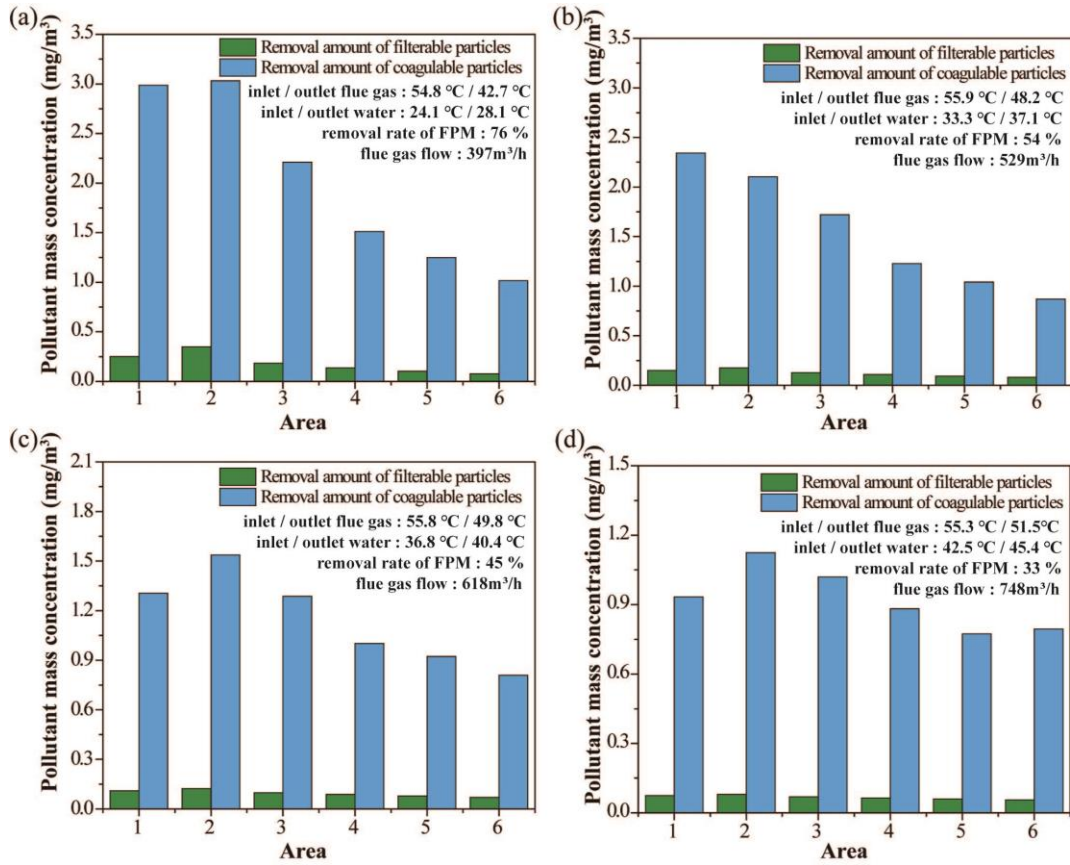 (a)
Pollutant mass concentration (mg/m³)
3.5
3.0
2.5
2.0
1.5
1.0
0.5
0.0
Removal amount of filterable particles
Removal amount of coagulable particles
inlet / outlet flue gas : 54.8 ℃ / 42.7 ℃
inlet / outlet water : 24.1 ℃ / 28.1 ℃
removal rate of FPM : 76 %
flue gas flow : 397m³/h
1 2 3 4 5 6
Area
(b)
Pollutant mass concentration (mg/m³)
3.5
3.0
2.5
2.0
1.5
1.0
0.5
0.0
Removal amount of filterable particles
Removal amount of coagulable particles
inlet / outlet flue gas : 55.9 ℃ / 48.2 ℃
inlet / outlet water : 33.3 ℃ / 37.1 ℃
removal rate of FPM : 54 %
flue gas flow : 529m³/h
1 2 3 4 5 6
Area
(c)
Pollutant mass concentration (mg/m³)
2.1
1.8
1.5
1.2
0.9
0.6
0.3
0.0
Removal amount of filterable particles
Removal amount of coagulable particles
inlet / outlet flue gas : 55.8 ℃ / 49.8 ℃
inlet / outlet water : 36.8 ℃ / 40.4 ℃
removal rate of FPM : 45 %
flue gas flow : 618m³/h
1 2 3 4 5 6
Area
(d)
Pollutant mass concentration (mg/m³)
1.5
1.2
0.9
0.6
0.3
0.0
Removal amount of filterable particles
Removal amount of coagulable particles
inlet / outlet flue gas : 55.3 ℃ / 51.5℃
inlet / outlet water : 42.5 ℃ / 45.4 ℃
removal rate of FPM : 33 %
flue gas flow : 748m³/h
1 2 3 4 5 6
Area